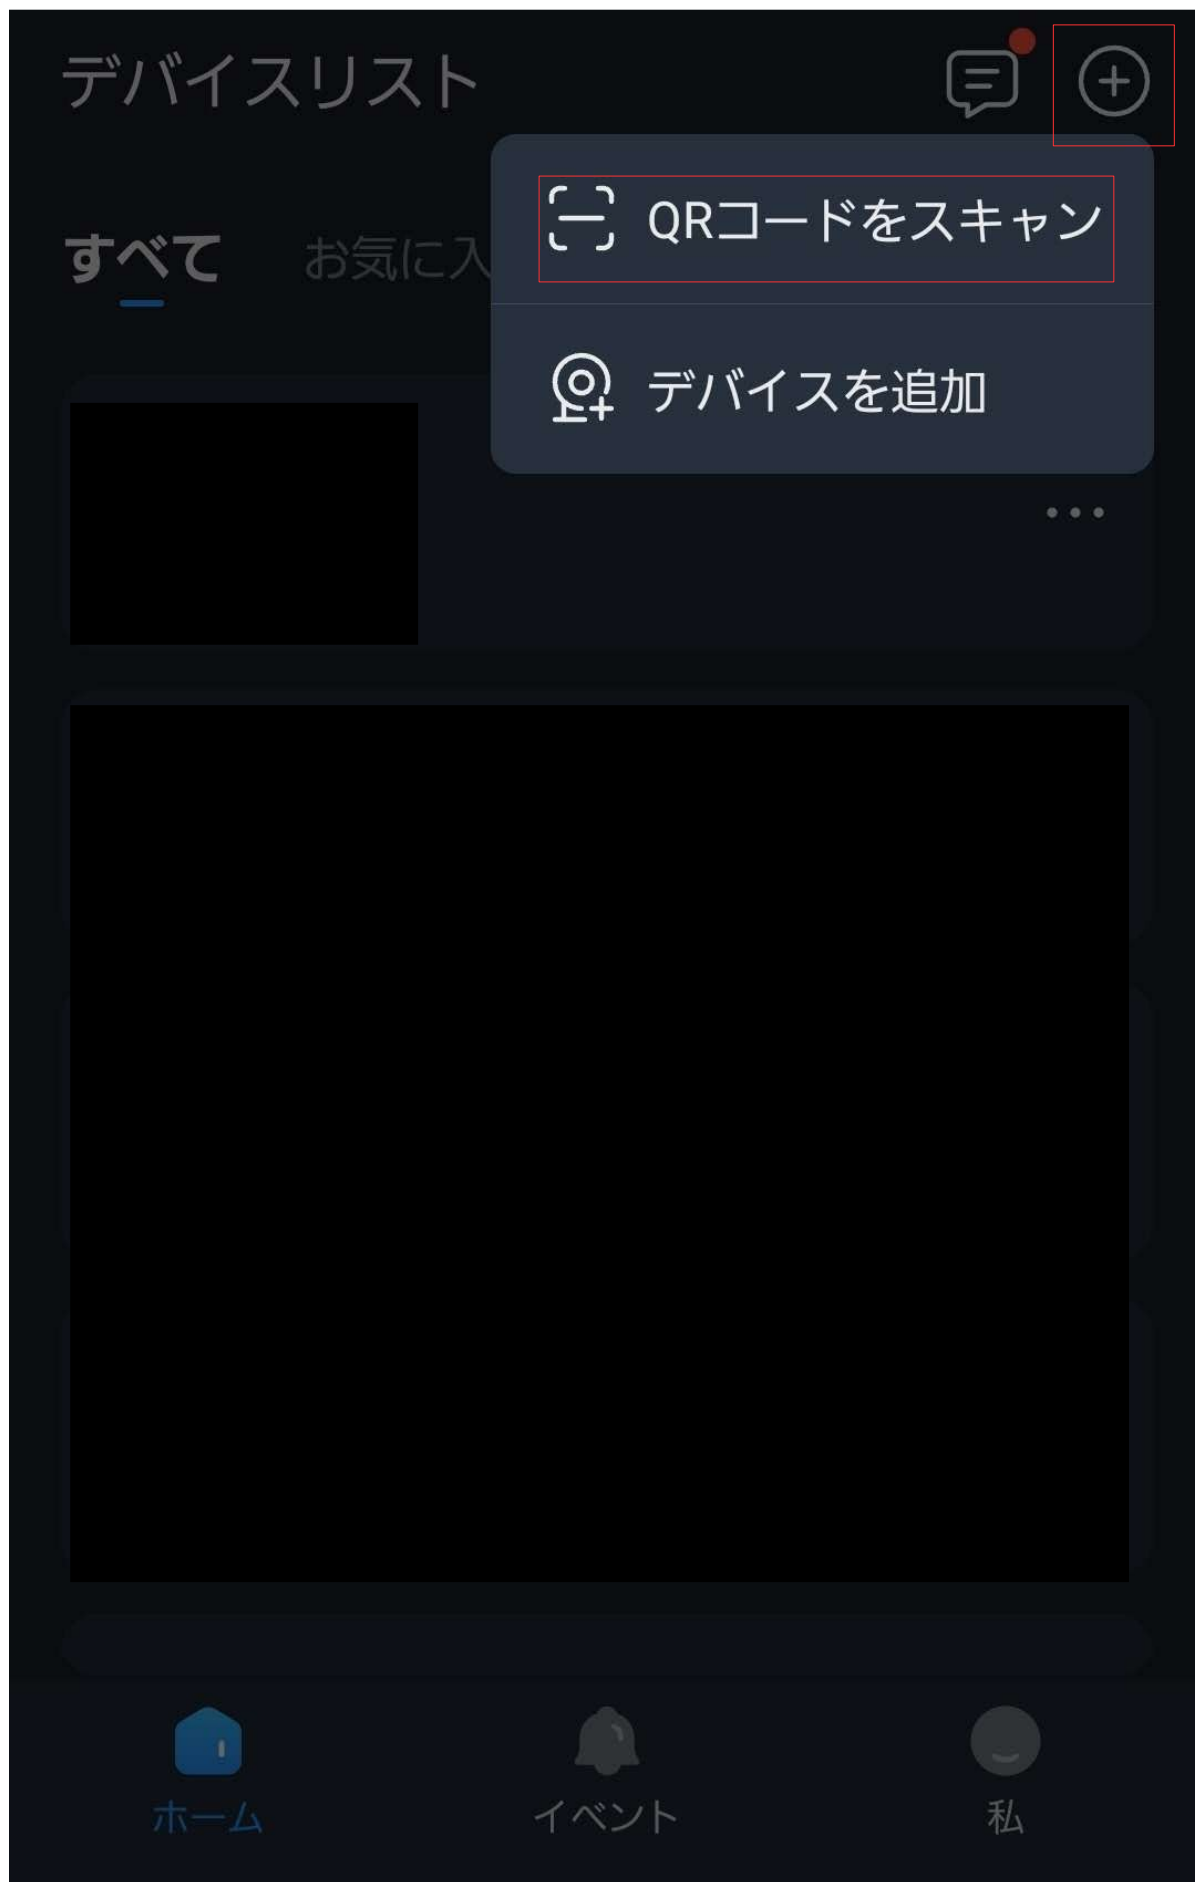 デバイスリスト
すべて
お気に入
QRコードをスキャン
デバイスを追加
ホーム
イベント
私